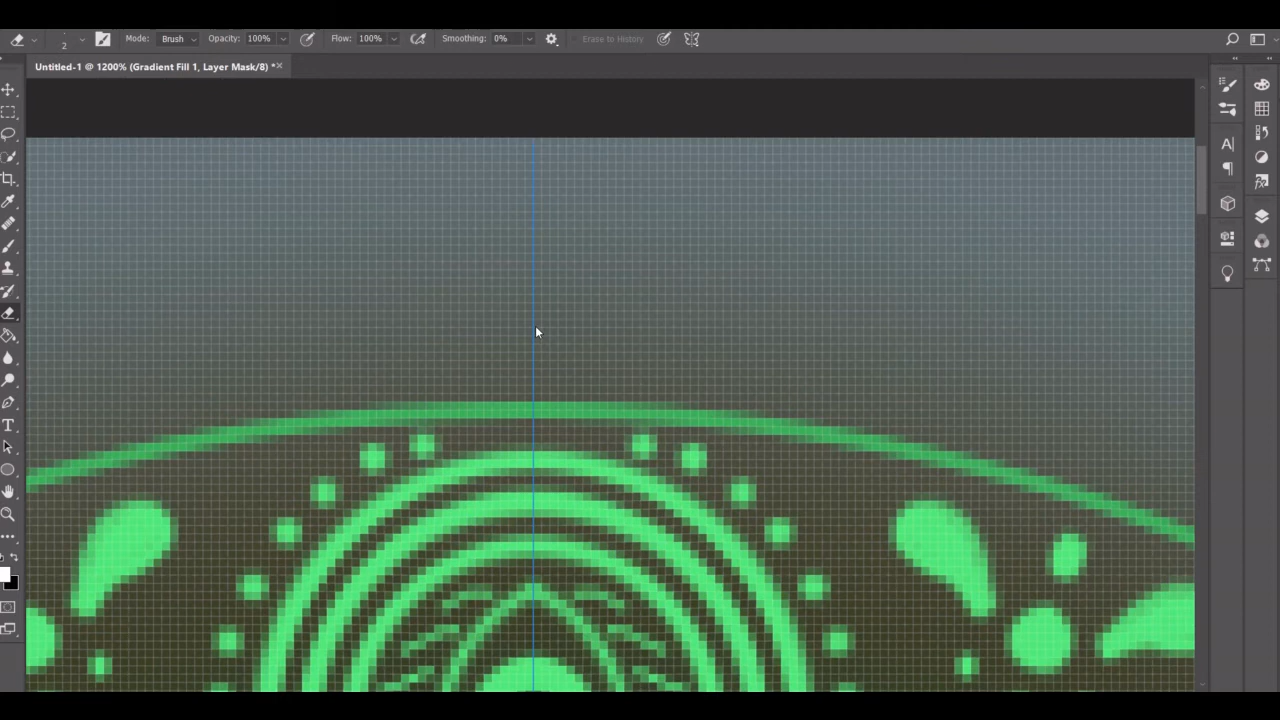 2 Mode: Brush Opacity: 100% Flow: 100% Smoothing: 0% Erase to History
Untitled-1 @ 1200% (Gradient Fill 1, Layer Mask/8) *